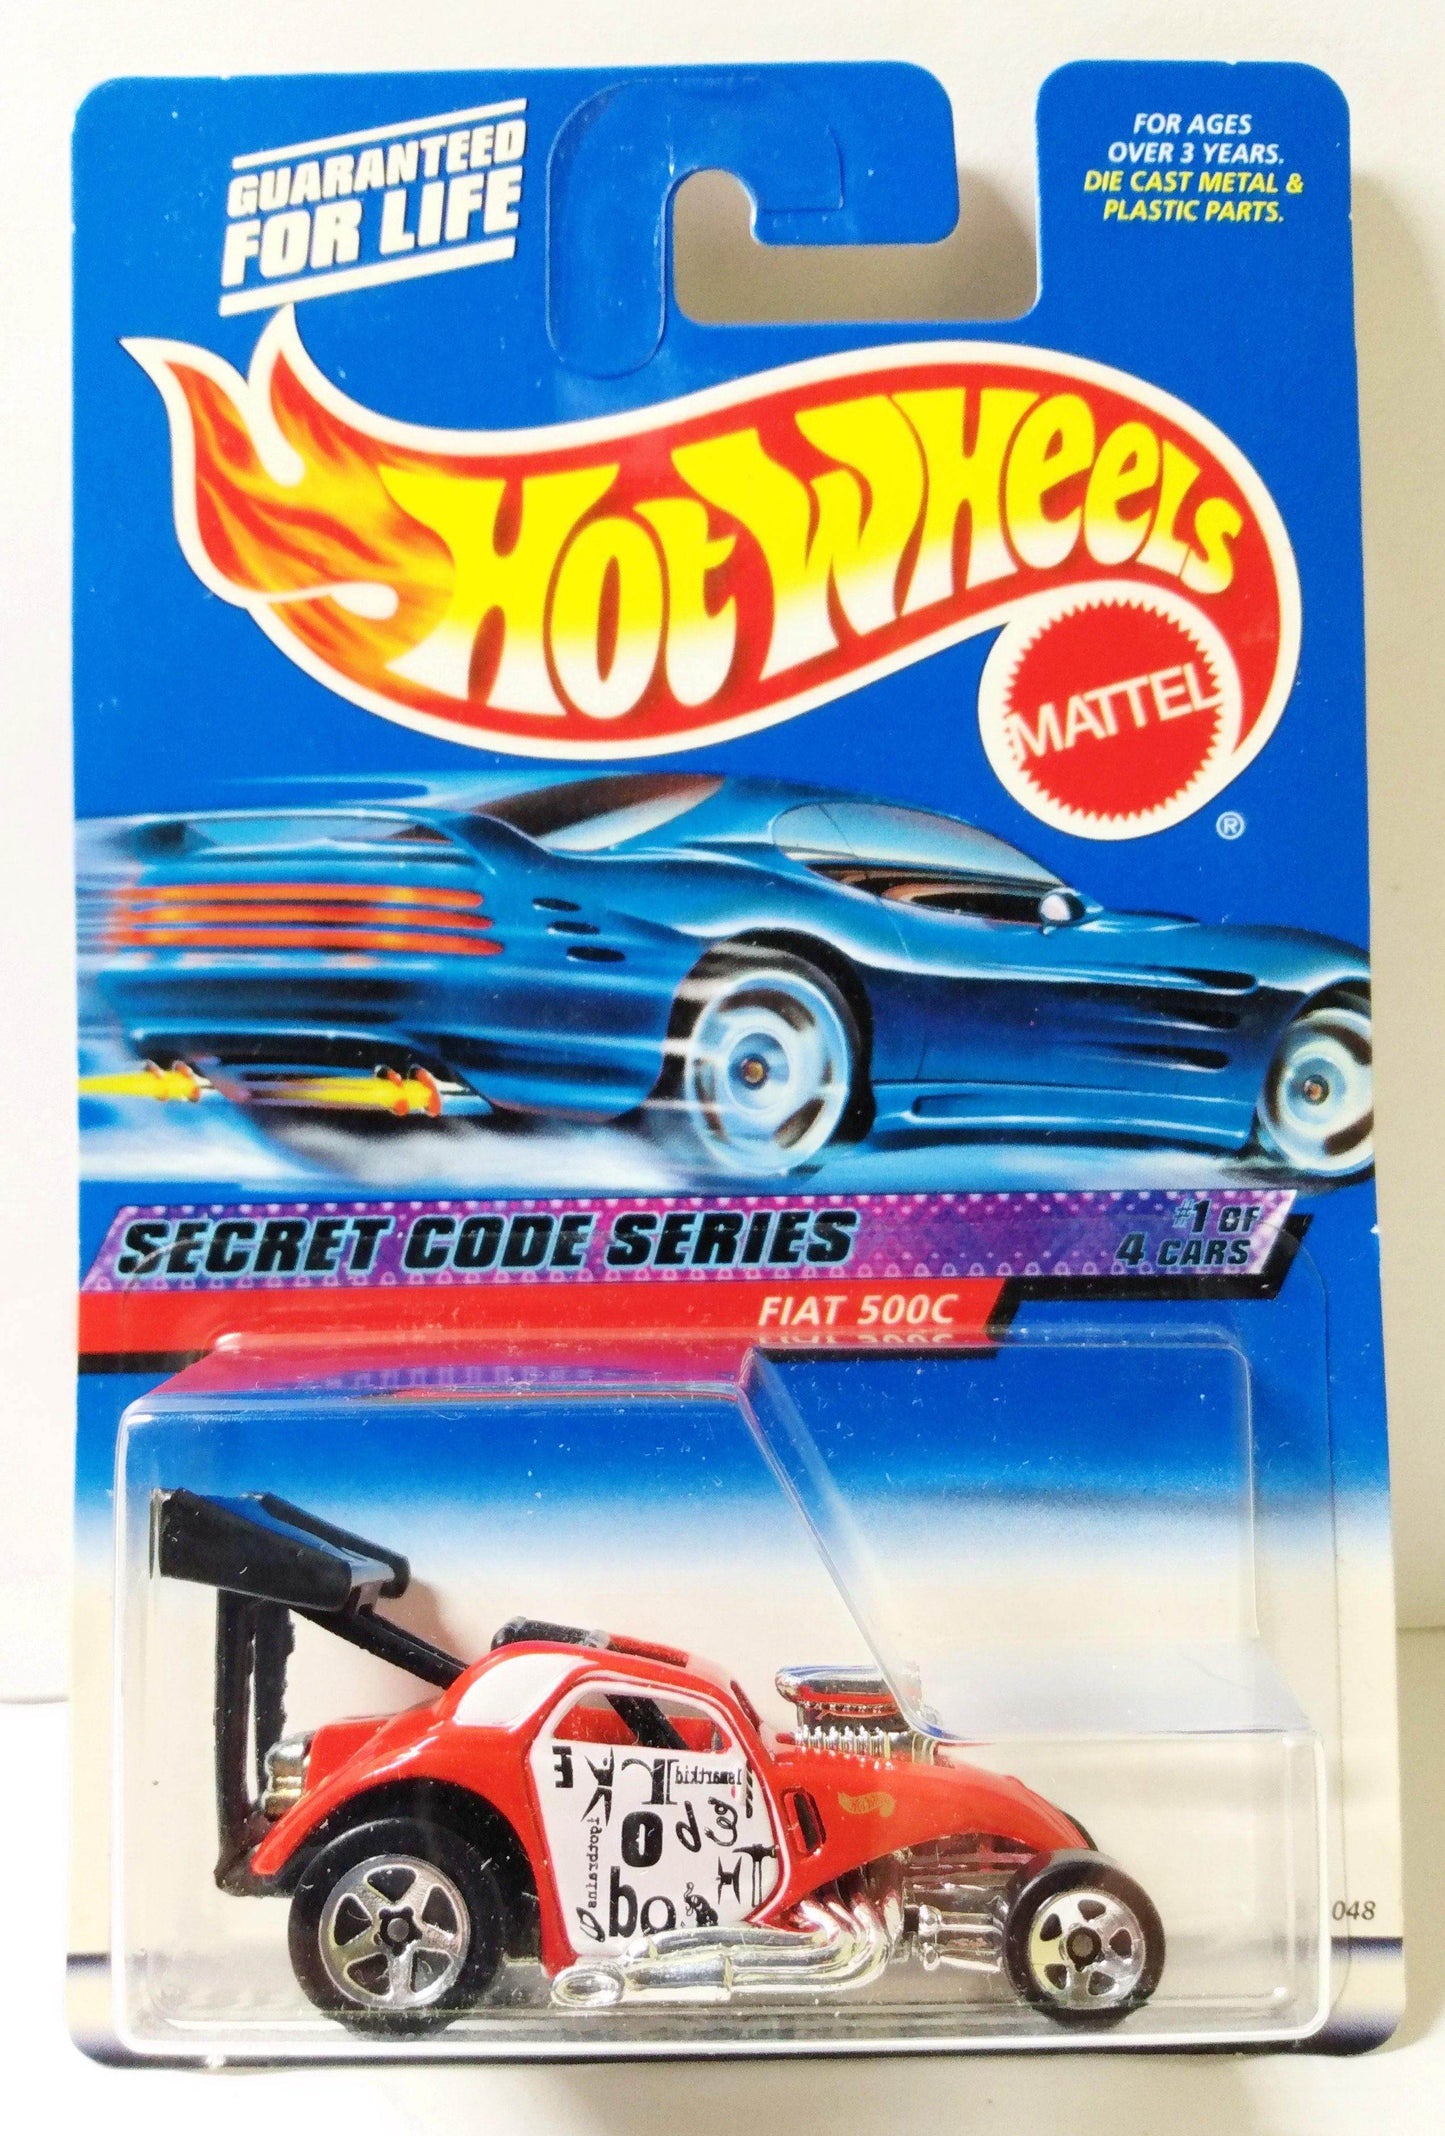 GUARANTEED
FOR LIFE
FOR AGES
OVER 3 YEARS.
DIE CAST METAL &
PLASTIC PARTS.
HOT WHEELS
MATTEL
®
SECRET CODE SERIES
#1 OF
4 CARS
FIAT 500C
048